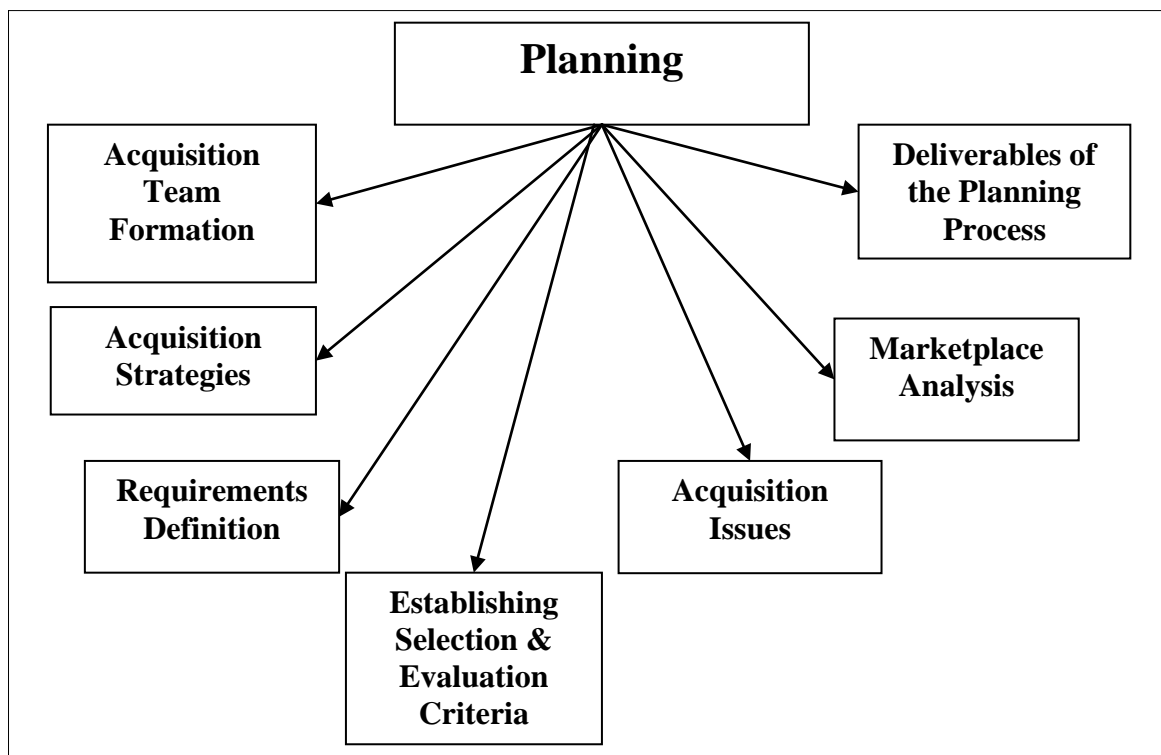 Planning
Acquisition
Team
Formation
Deliverables of
the Planning
Process
Acquisition
Strategies
Marketplace
Analysis
Requirements
Definition
Acquisition
Issues
Establishing
Selection &
Evaluation
Criteria